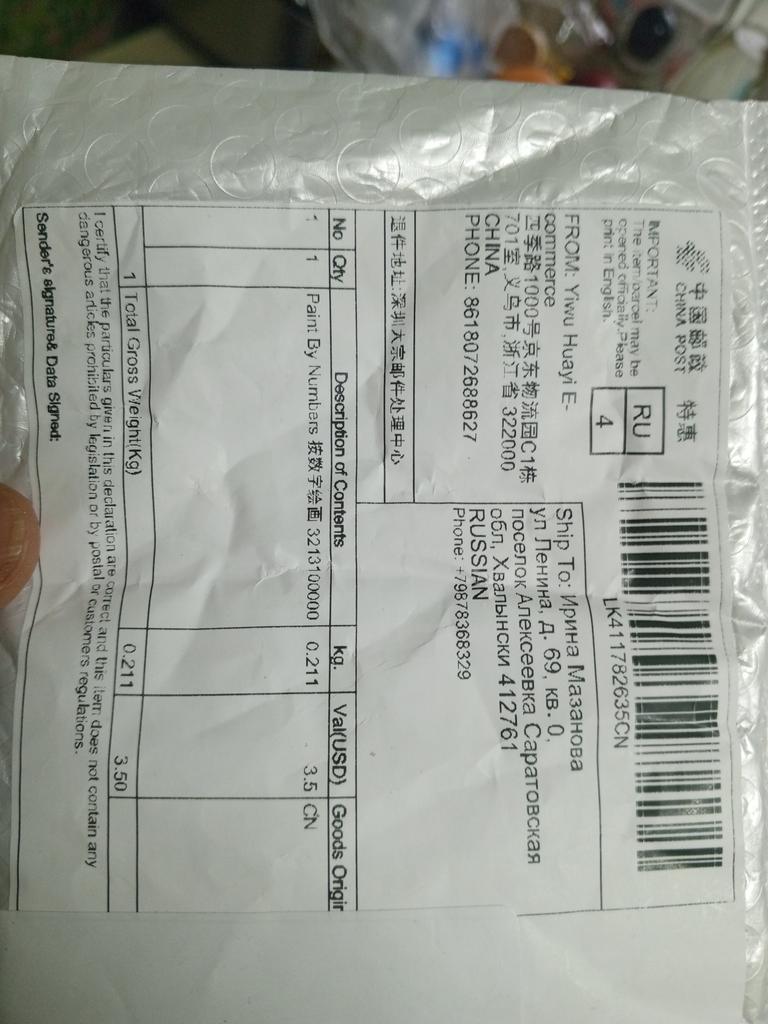 中国邮政
CHINA POST
特惠
IMPORTANT:
The item/parcel may be
opened officially.Please
print in English.
RU
4
LK411782635CN
FROM: Yiwu Huayi E-
commerce
四季路1000号京东物流园C1栋
701室,义乌市,浙江省 322000
CHINA
PHONE: 8618072688627
Ship To: Ирина Мазанова
ул Ленина, д. 69, кв. 0,
поселок Алексеевка Саратовская
обл, Хвалынски 412761
RUSSIAN
Phone: +79878368329
退件地址:深圳大宗邮件处理中心
No Qty Description of Contents kg. Val(USD) Goods Origin
1 1 Paint By Numbers 按数字绘画 3213100000 0.211 3.5 CN
1 Total Gross Weight(Kg) 0.211 3.50
I certify that the particulars given in this declaration are correct and this item does not contain any
dangerous articles prohibited by legislation or by postal or customers regulations.
Sender's signature& Data Signed: